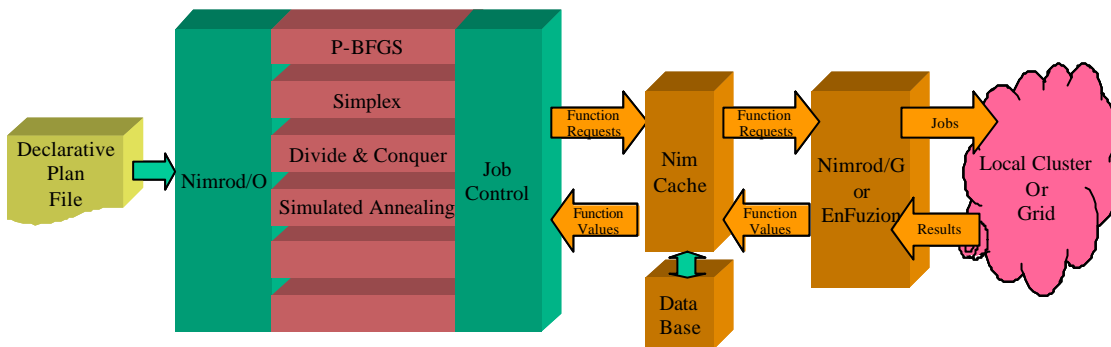 Declarative
Plan
File
Nimrod/O
P-BFGS
Simplex
Divide & Conquer
Simulated Annealing
Job
Control
Function
Requests
Function
Values
Nim
Cache
Data
Base
Function
Requests
Function
Values
Nimrod/G
or
EnFuzion
Jobs
Results
Local Cluster
Or
Grid